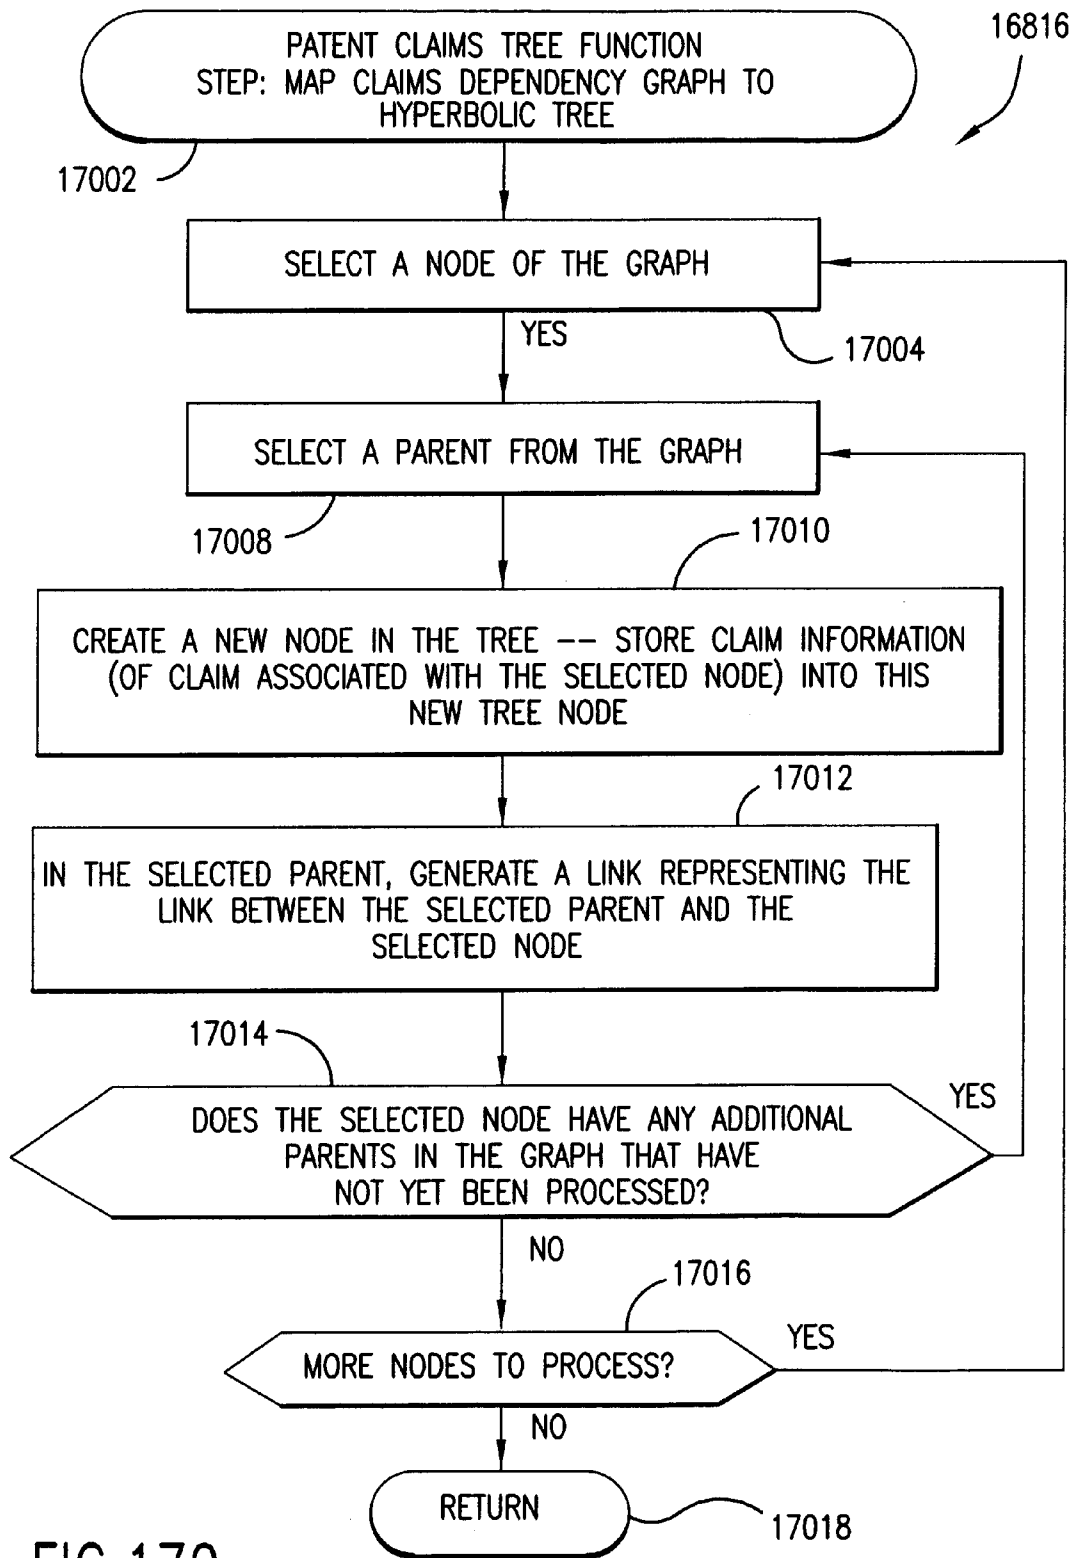 16816
PATENT CLAIMS TREE FUNCTION
STEP: MAP CLAIMS DEPENDENCY GRAPH TO
HYPERBOLIC TREE
17002
SELECT A NODE OF THE GRAPH
YES
17004
SELECT A PARENT FROM THE GRAPH
17008
17010
CREATE A NEW NODE IN THE TREE -- STORE CLAIM INFORMATION
(OF CLAIM ASSOCIATED WITH THE SELECTED NODE) INTO THIS
NEW TREE NODE
17012
IN THE SELECTED PARENT, GENERATE A LINK REPRESENTING THE
LINK BETWEEN THE SELECTED PARENT AND THE
SELECTED NODE
17014
YES
DOES THE SELECTED NODE HAVE ANY ADDITIONAL
PARENTS IN THE GRAPH THAT HAVE
NOT YET BEEN PROCESSED?
NO
17016
YES
MORE NODES TO PROCESS?
NO
RETURN
17018